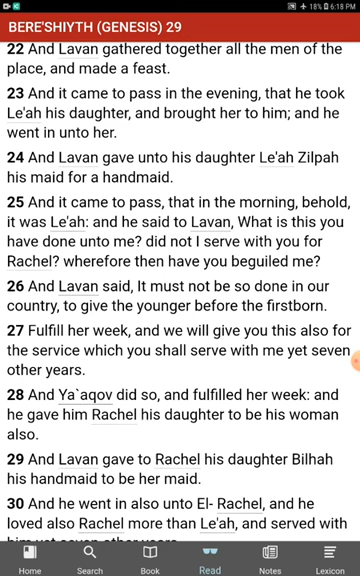 18% 6:18 PM
BERE'SHIYTH (GENESIS) 29
22 And Lavan gathered together all the men of the
place, and made a feast.
23 And it came to pass in the evening, that he took
Le'ah his daughter, and brought her to him; and he
went in unto her.
24 And Lavan gave unto his daughter Le'ah Zilpah
his maid for a handmaid.
25 And it came to pass, that in the morning, behold,
it was Le'ah: and he said to Lavan, What is this you
have done unto me? did not I serve with you for
Rachel? wherefore then have you beguiled me?
26 And Lavan said, It must not be so done in our
country, to give the younger before the firstborn.
27 Fulfill her week, and we will give you this also for
the service which you shall serve with me yet seven
other years.
28 And Ya`aqov did so, and fulfilled her week: and
he gave him Rachel his daughter to be his woman
also.
29 And Lavan gave to Rachel his daughter Bilhah
his handmaid to be her maid.
30 And he went in also unto El- Rachel, and he
loved also Rachel more than Le'ah, and served with
him yet seven other years.
Home Search Book Read Notes Lexicon